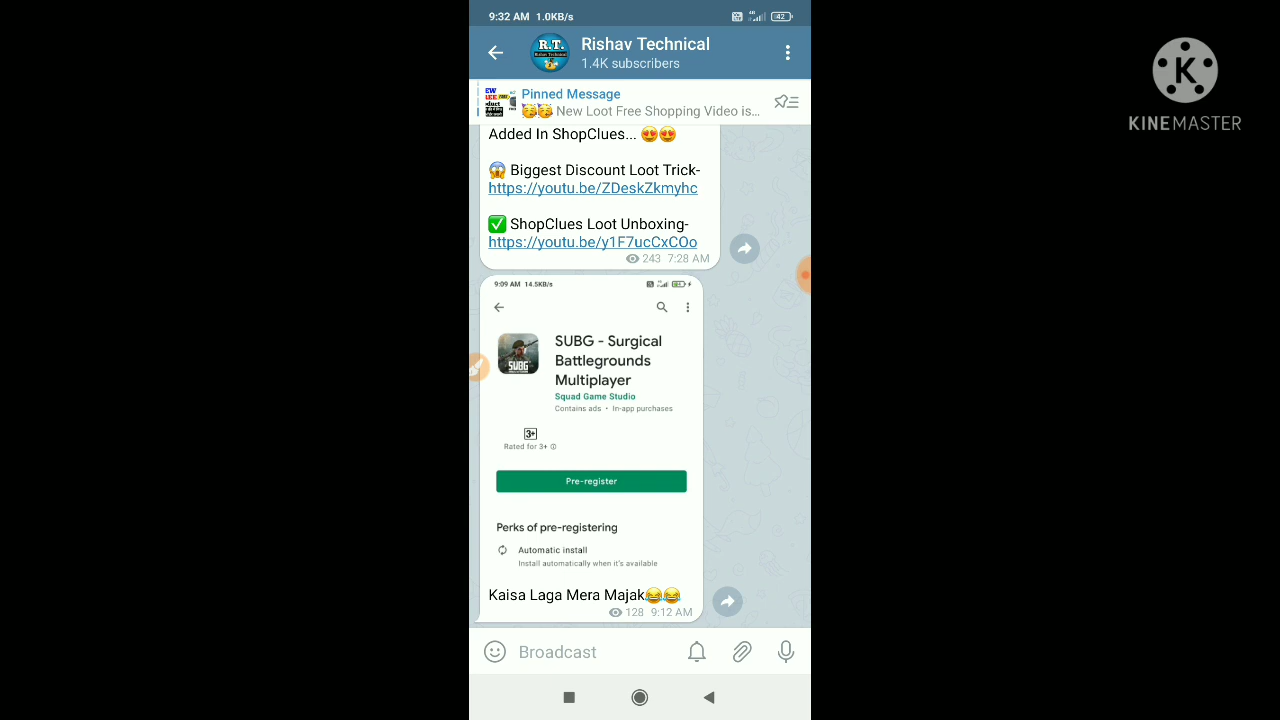 9:32 AM 1.0KB/s
42
R.T.
Rishav Technical
1.4K subscribers
Pinned Message
🥳🥳 New Loot Free Shopping Video is...
Added In ShopClues... 😍😍
😱 Biggest Discount Loot Trick-
https://youtu.be/ZDeskZkmyhc
✅ ShopClues Loot Unboxing-
https://youtu.be/y1F7ucCxCOo
243 7:28 AM
9:09 AM 14.5KB/s
SUBG - Surgical
Battlegrounds
Multiplayer
SUBG
Squad Game Studio
Contains ads • In-app purchases
3+
Rated for 3+
Pre-register
Perks of pre-registering
Automatic install
Install automatically when it's available
Kaisa Laga Mera Majak😂😂
128 9:12 AM
Broadcast
K
KINEMASTER